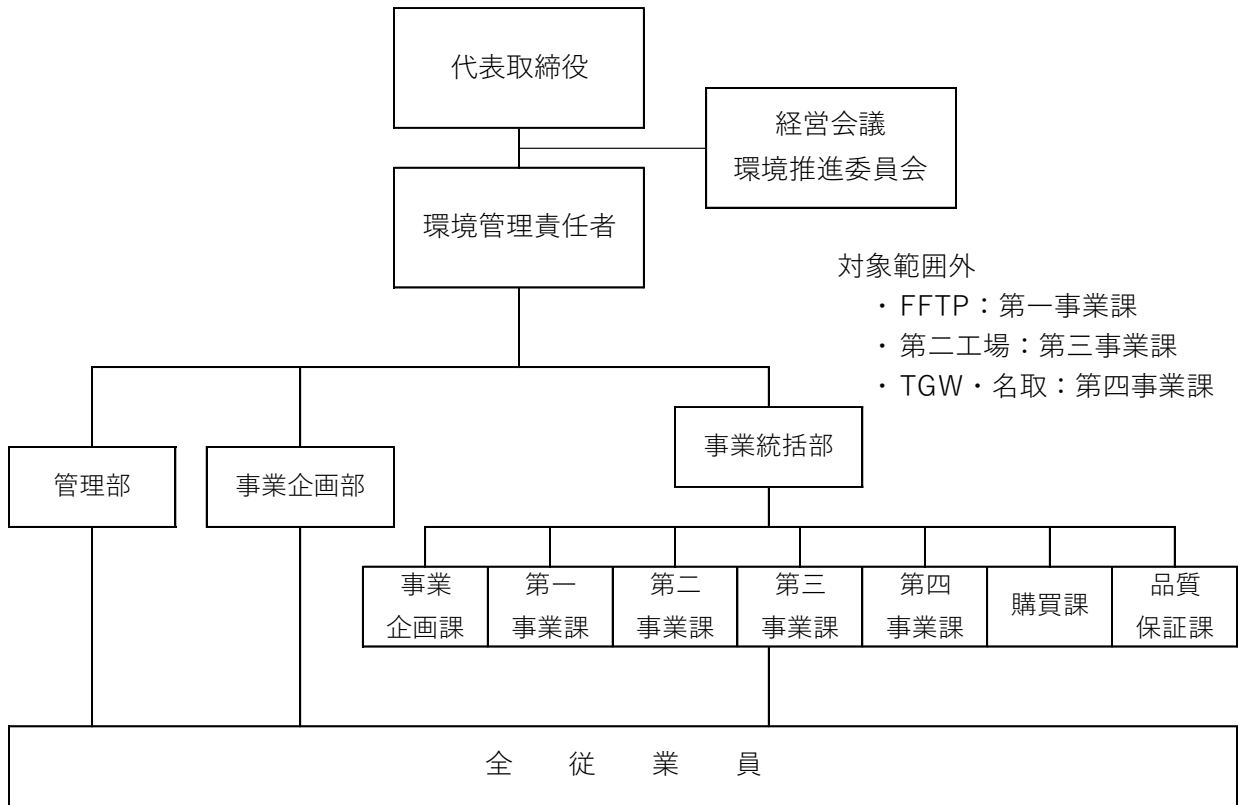 代表取締役
経営会議
環境推進委員会
環境管理責任者
対象範囲外
・FFTP：第一事業課
・第二工場：第三事業課
・TGW・名取：第四事業課
管理部
事業企画部
事業統括部
事業
企画課
第一
事業課
第二
事業課
第三
事業課
第四
事業課
購買課
品質
保証課
全 従 業 員